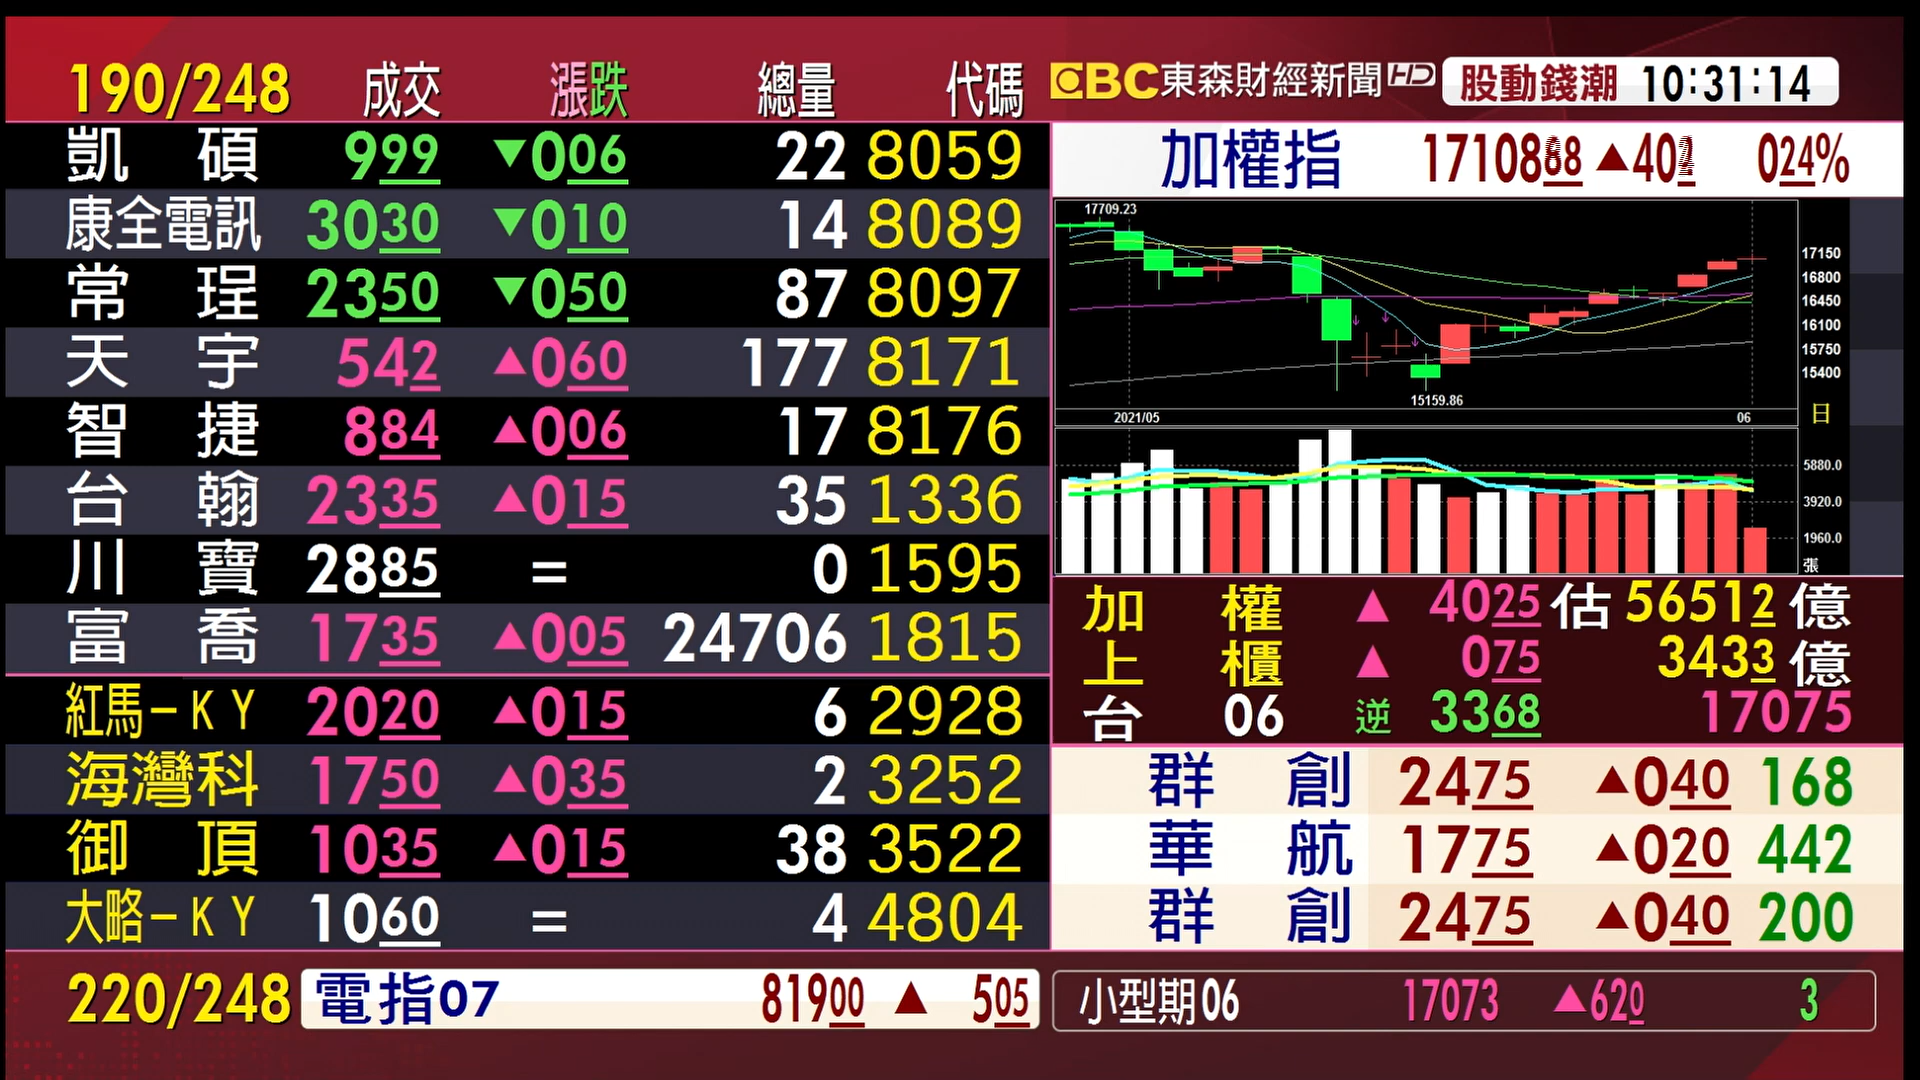 190/248 成交 漲跌 總量 代碼
凱碩 999 ▼006 22 8059
康全電訊 3030 ▼010 14 8089
常珵 2350 ▼050 87 8097
天宇 542 ▲060 177 8171
智捷 884 ▲006 17 8176
台翰 2335 ▲015 35 1336
川寶 2885 = 0 1595
富喬 1735 ▲005 24706 1815
紅馬-KY 2020 ▲015 6 2928
海灣科 1750 ▲035 2 3252
御頂 1035 ▲015 38 3522
大略-KY 1060 = 4 4804
220/248 電指07 81900 ▲ 505
EBC東森財經新聞HD 股動錢潮 10:31:14
加權指 1710888 ▲40 024%
17709.23
17150
16800
16450
16100
15750
15400
15159.86
2021/05 06 日
5880.0
3920.0
1960.0
張
加權 ▲ 4025 估 56512 億
上櫃 ▲ 075 3433 億
台06 逆 3368 17075
群創 2475 ▲040 168
華航 1775 ▲020 442
群創 2475 ▲040 200
小型期06 17073 ▲620 3